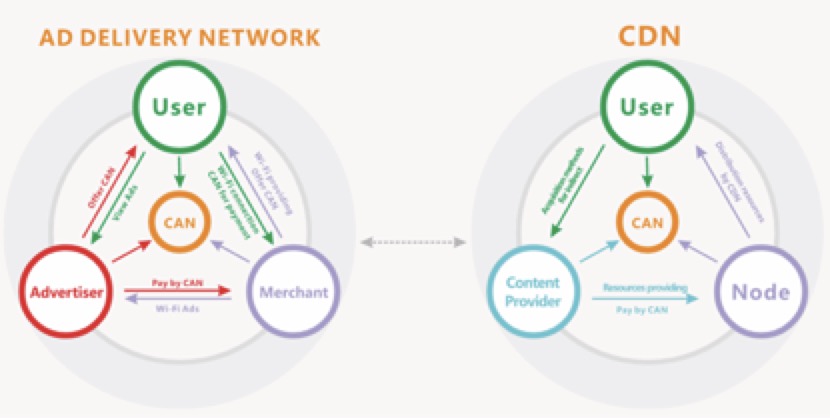 AD DELIVERY NETWORK
CDN
User
Offer CAN
View Ads
Wi-Fi connection
CAN for payment
Wi-Fi providing
Offer CAN
CAN
Advertiser
Pay by CAN
Wi-Fi Ads
Merchant
User
Acquisition methods
for indirect
Distribution resources
by CDN
CAN
Content
Provider
Resources providing
Pay by CAN
Node